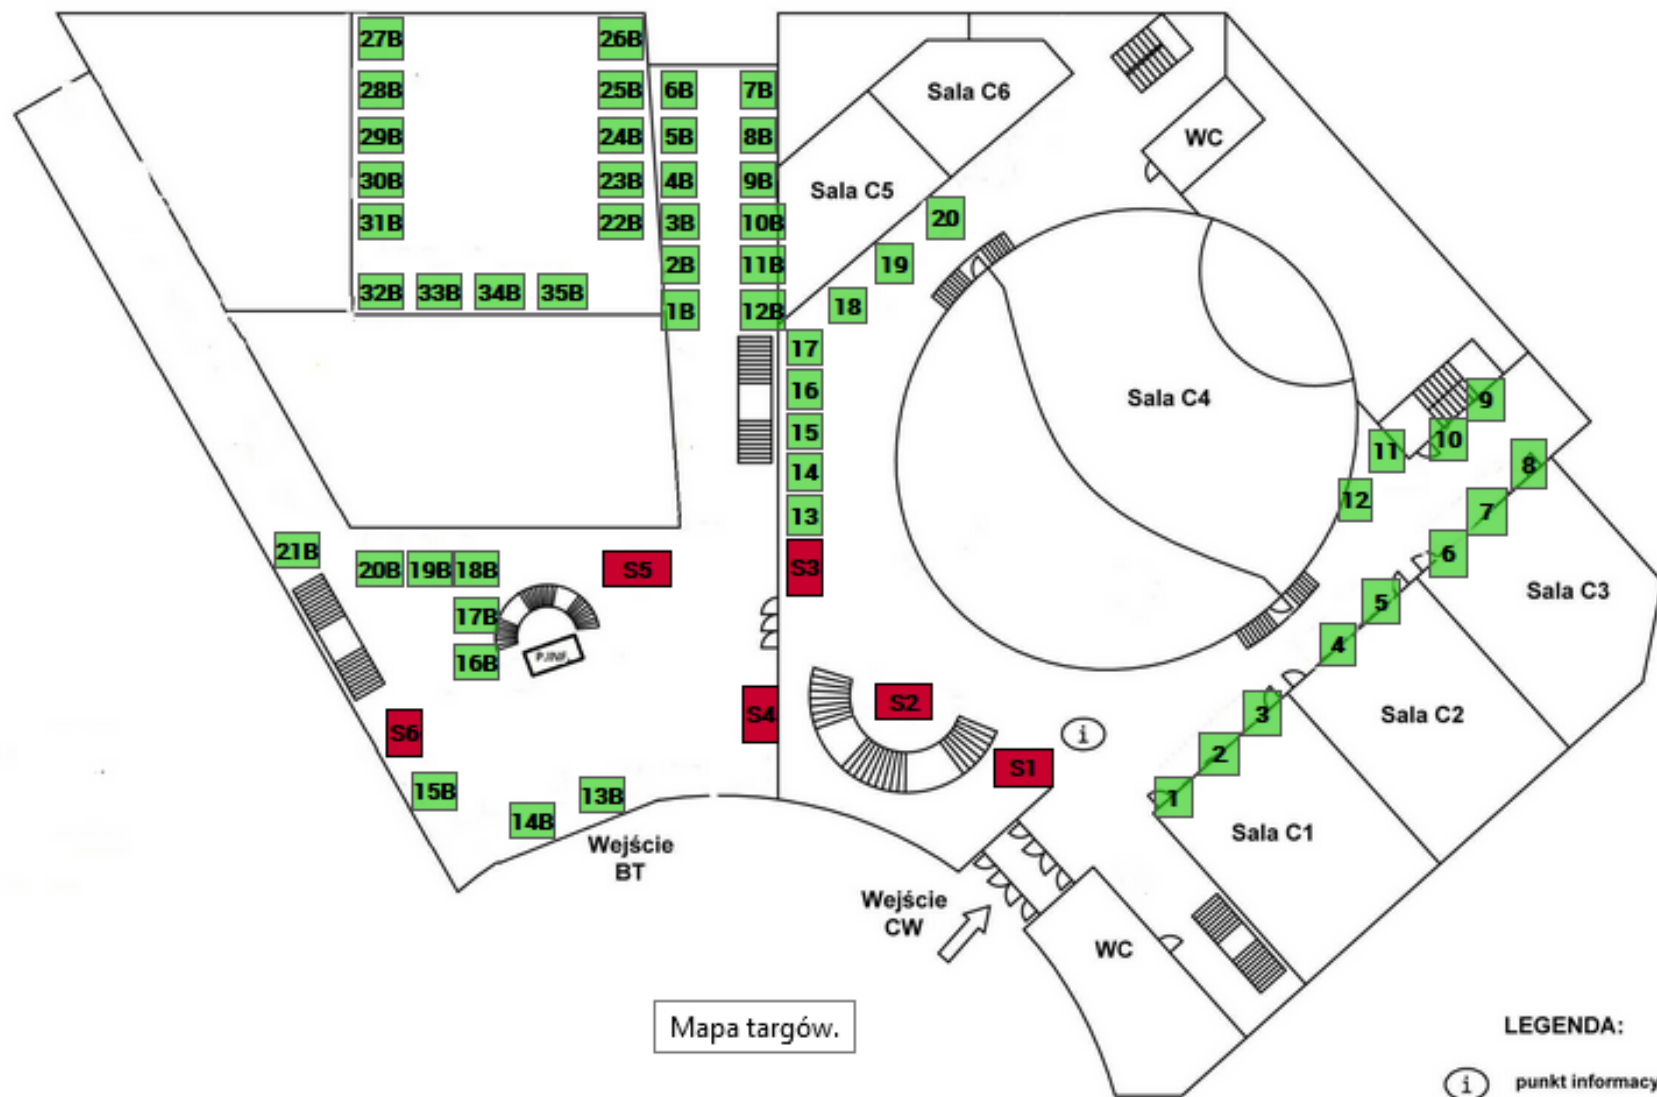 27B
26B
28B
25B
6B
7B
Sala C6
29B
24B
5B
8B
WC
30B
23B
4B
9B
Sala C5
31B
22B
3B
10B
20
2B
11B
19
32B
33B
34B
35B
1B
12B
18
17
16
Sala C4
9
15
10
11
14
8
12
13
7
21B
6
20B
19B
18B
S5
S3
5
Sala C3
17B
4
16B
P.INF.
S6
S4
S2
3
Sala C2
i
2
S1
15B
13B
1
14B
Sala C1
Wejście
BT
Wejście
CW
WC
Mapa targów.
LEGENDA:
i punkt informacy